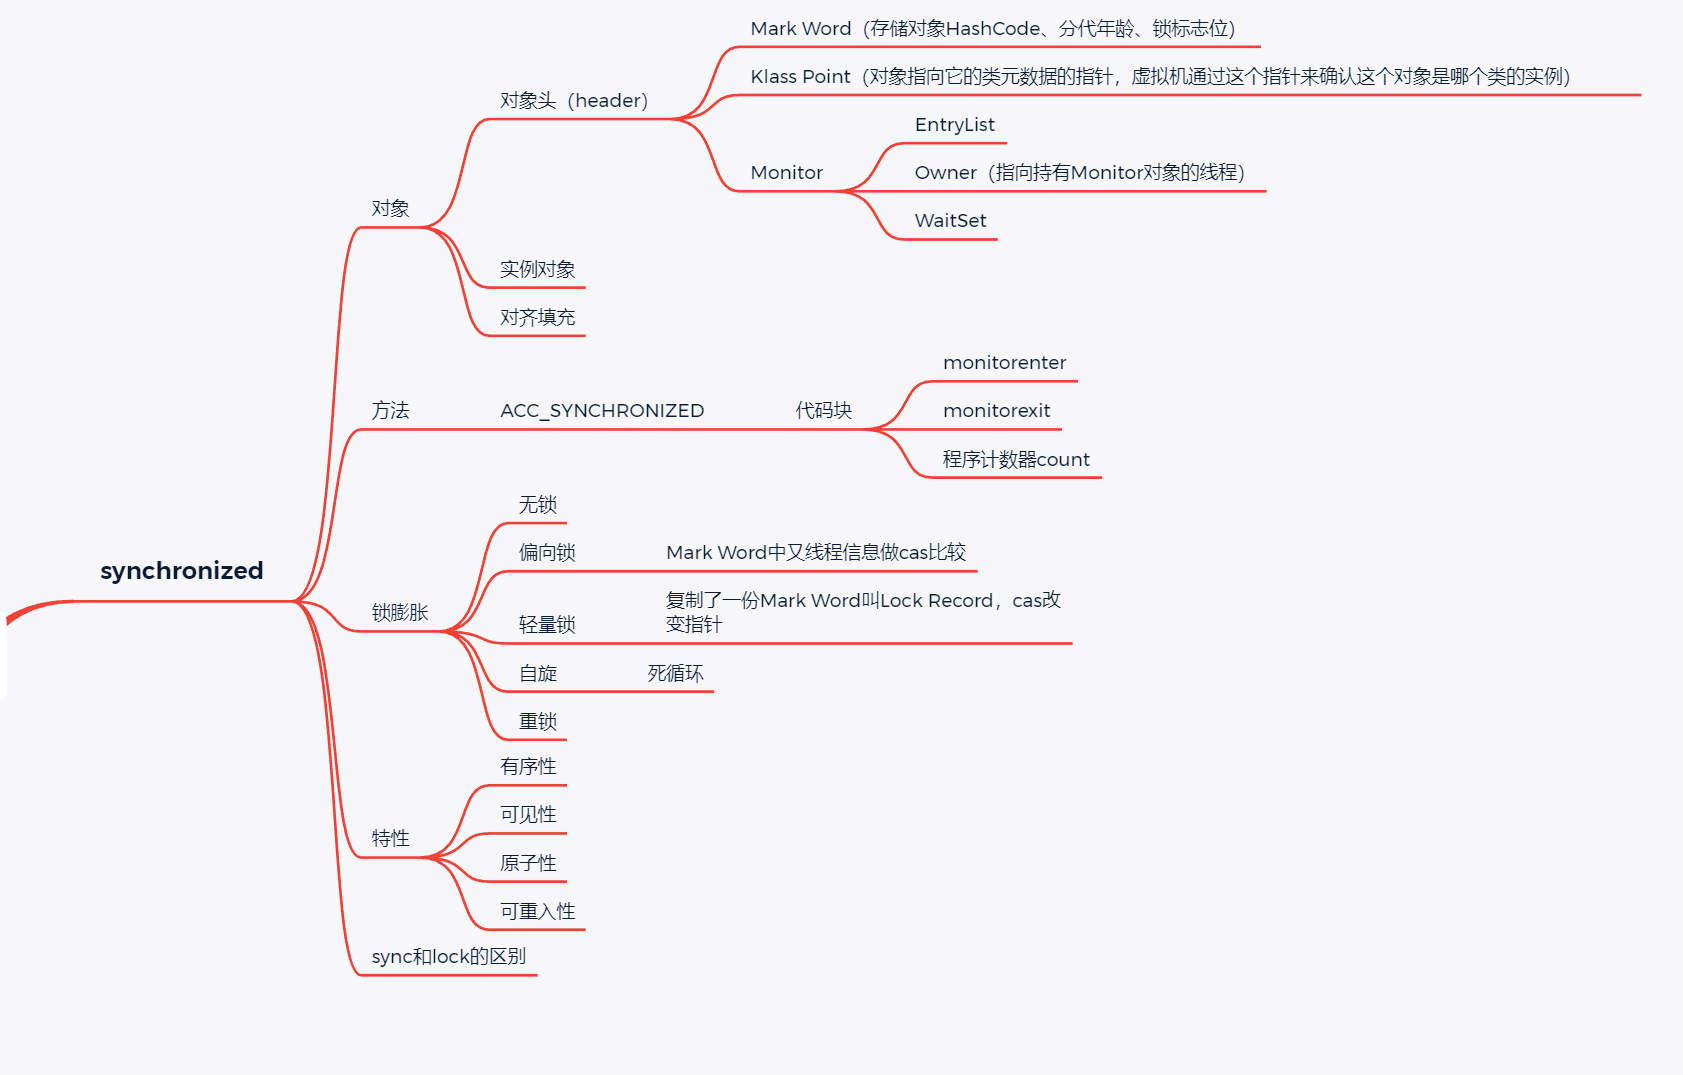 synchronized
对象
对象头（header）
Mark Word（存储对象HashCode、分代年龄、锁标志位）
Klass Point（对象指向它的类元数据的指针，虚拟机通过这个指针来确认这个对象是哪个类的实例）
Monitor
EntryList
Owner（指向持有Monitor对象的线程）
WaitSet
实例对象
对齐填充
方法
ACC_SYNCHRONIZED
代码块
monitorenter
monitorexit
程序计数器count
锁膨胀
无锁
偏向锁
Mark Word中又线程信息做cas比较
轻量锁
复制了一份Mark Word叫Lock Record，cas改
变指针
自旋
死循环
重锁
特性
有序性
可见性
原子性
可重入性
sync和lock的区别